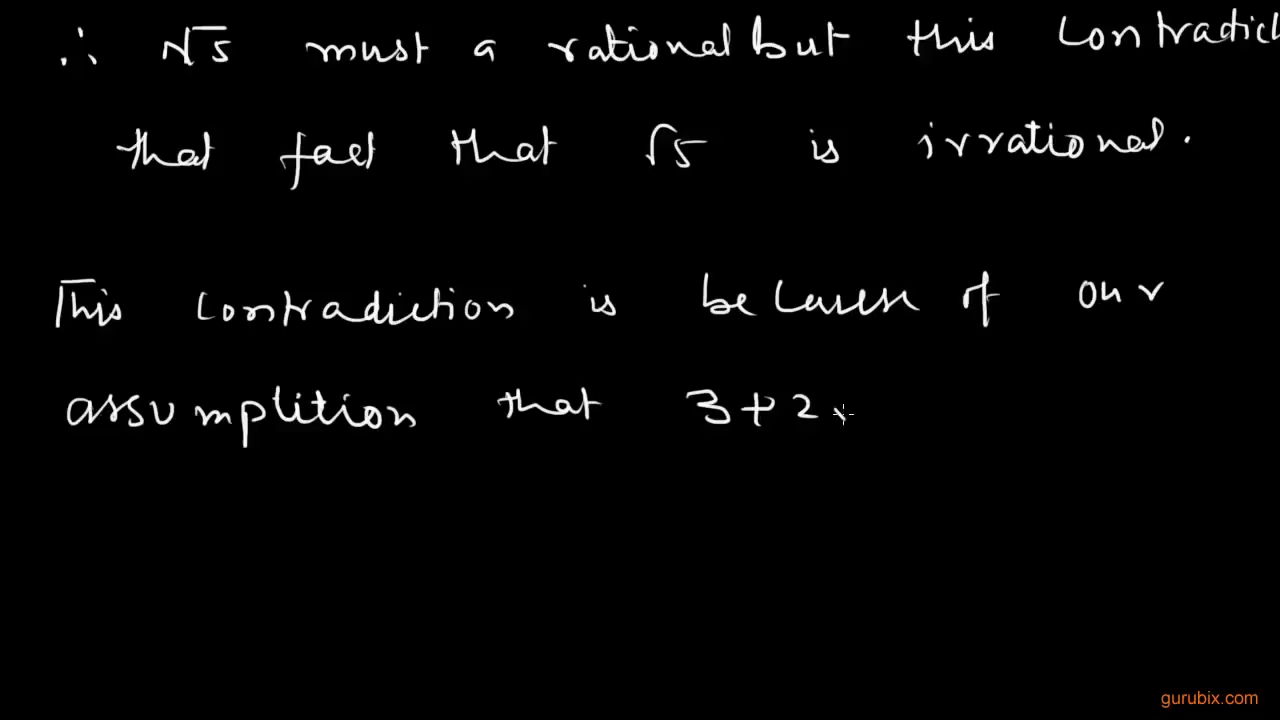 ∴ √5 must a rational but this contradict
that fact that √5 is irrational.
This contradiction is because of our
assumplition that 3+2
gurubix.com